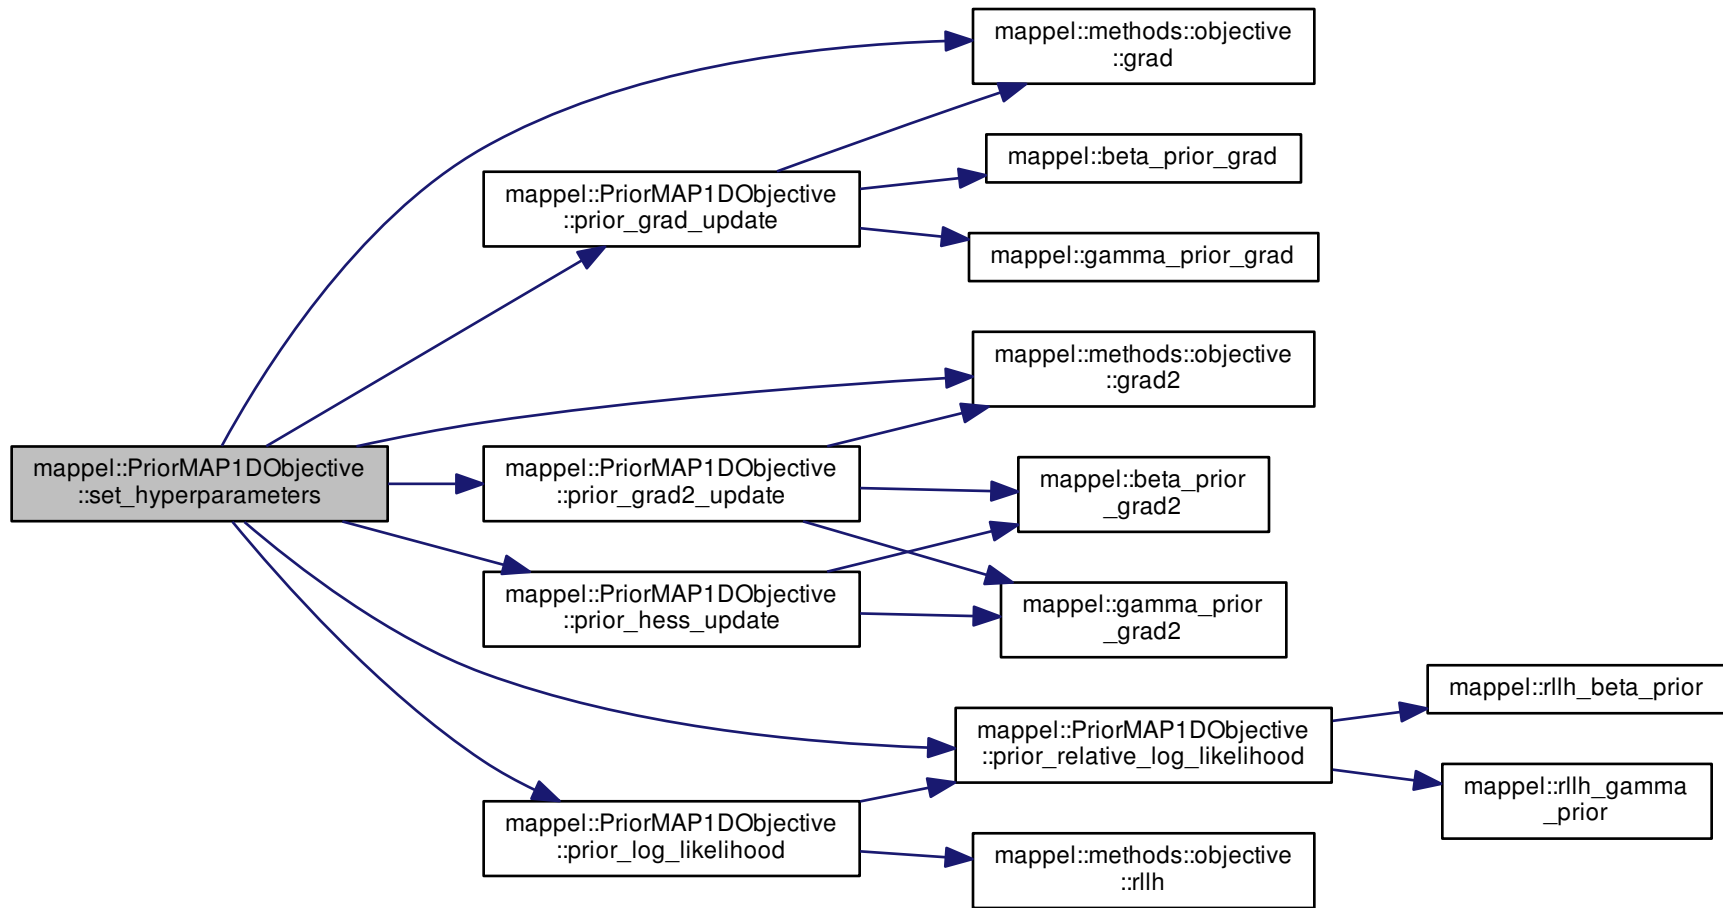 mappel::methods::objective
::grad
mappel::beta_prior_grad
mappel::PriorMAP1DObjective
::prior_grad_update
mappel::gamma_prior_grad
mappel::methods::objective
::grad2
mappel::PriorMAP1DObjective
::set_hyperparameters
mappel::PriorMAP1DObjective
::prior_grad2_update
mappel::beta_prior
_grad2
mappel::PriorMAP1DObjective
::prior_hess_update
mappel::gamma_prior
_grad2
mappel::rllh_beta_prior
mappel::PriorMAP1DObjective
::prior_relative_log_likelihood
mappel::rllh_gamma
_prior
mappel::PriorMAP1DObjective
::prior_log_likelihood
mappel::methods::objective
::rllh